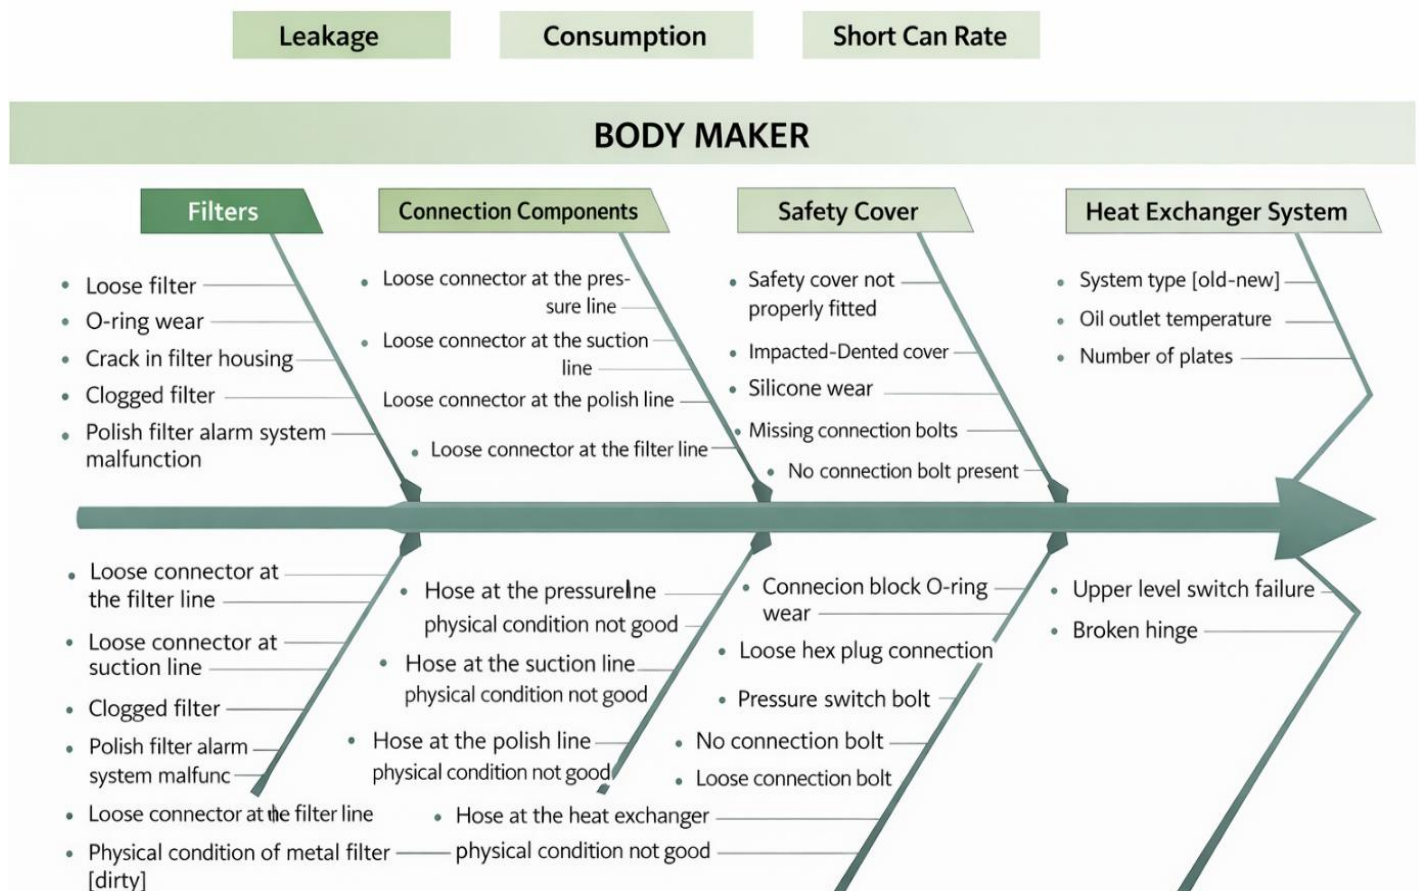 Leakage
Consumption
Short Can Rate
BODY MAKER
Filters
Connection Components
Safety Cover
Heat Exchanger System
• Loose filter
• O-ring wear
• Crack in filter housing
• Clogged filter
• Polish filter alarm system
malfunction
• Loose connector at the pres-
sure line
• Loose connector at the suction
line
Loose connector at the polish line
• Loose connector at the filter line
• Safety cover not
properly fitted
• Impacted-Dented cover
• Silicone wear
• Missing connection bolts
• No connection bolt present
• System type [old-new]
• Oil outlet temperature
• Number of plates
• Loose connector at
the filter line
• Loose connector at
suction line
• Clogged filter
• Polish filter alarm
system malfunc
• Loose connector at the filter line
• Physical condition of metal filter
[dirty]
• Hose at the pressurelne
physical condition not good
• Hose at the suction line
physical condition not good
• Hose at the polish line
physical condition not good
• Hose at the heat exchanger
physical condition not good
• Connecion block O-ring
wear
• Loose hex plug connection
• Pressure switch bolt
• No connection bolt
• Loose connection bolt
• Upper level switch failure
• Broken hinge